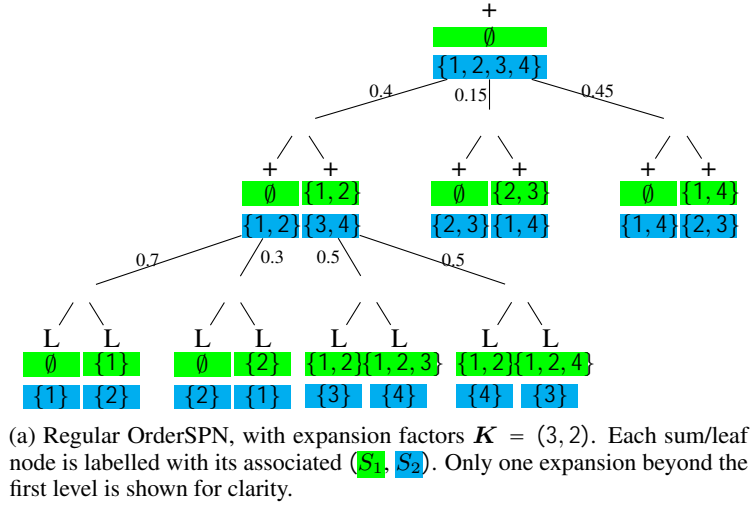 +
∅
{1, 2, 3, 4}
0.4 0.15 0.45
+ + + + + +
∅ {1, 2} ∅ {2, 3} ∅ {1, 4}
{1, 2} {3, 4} {2, 3} {1, 4} {1, 4} {2, 3}
0.7 0.3 0.5 0.5
L L L L L L L L
∅ {1} ∅ {2} {1, 2} {1, 2, 3} {1, 2} {1, 2, 4}
{1} {2} {2} {1} {3} {4} {4} {3}
(a) Regular OrderSPN, with expansion factors K = (3, 2). Each sum/leaf
node is labelled with its associated (S₁, S₂). Only one expansion beyond the
first level is shown for clarity.